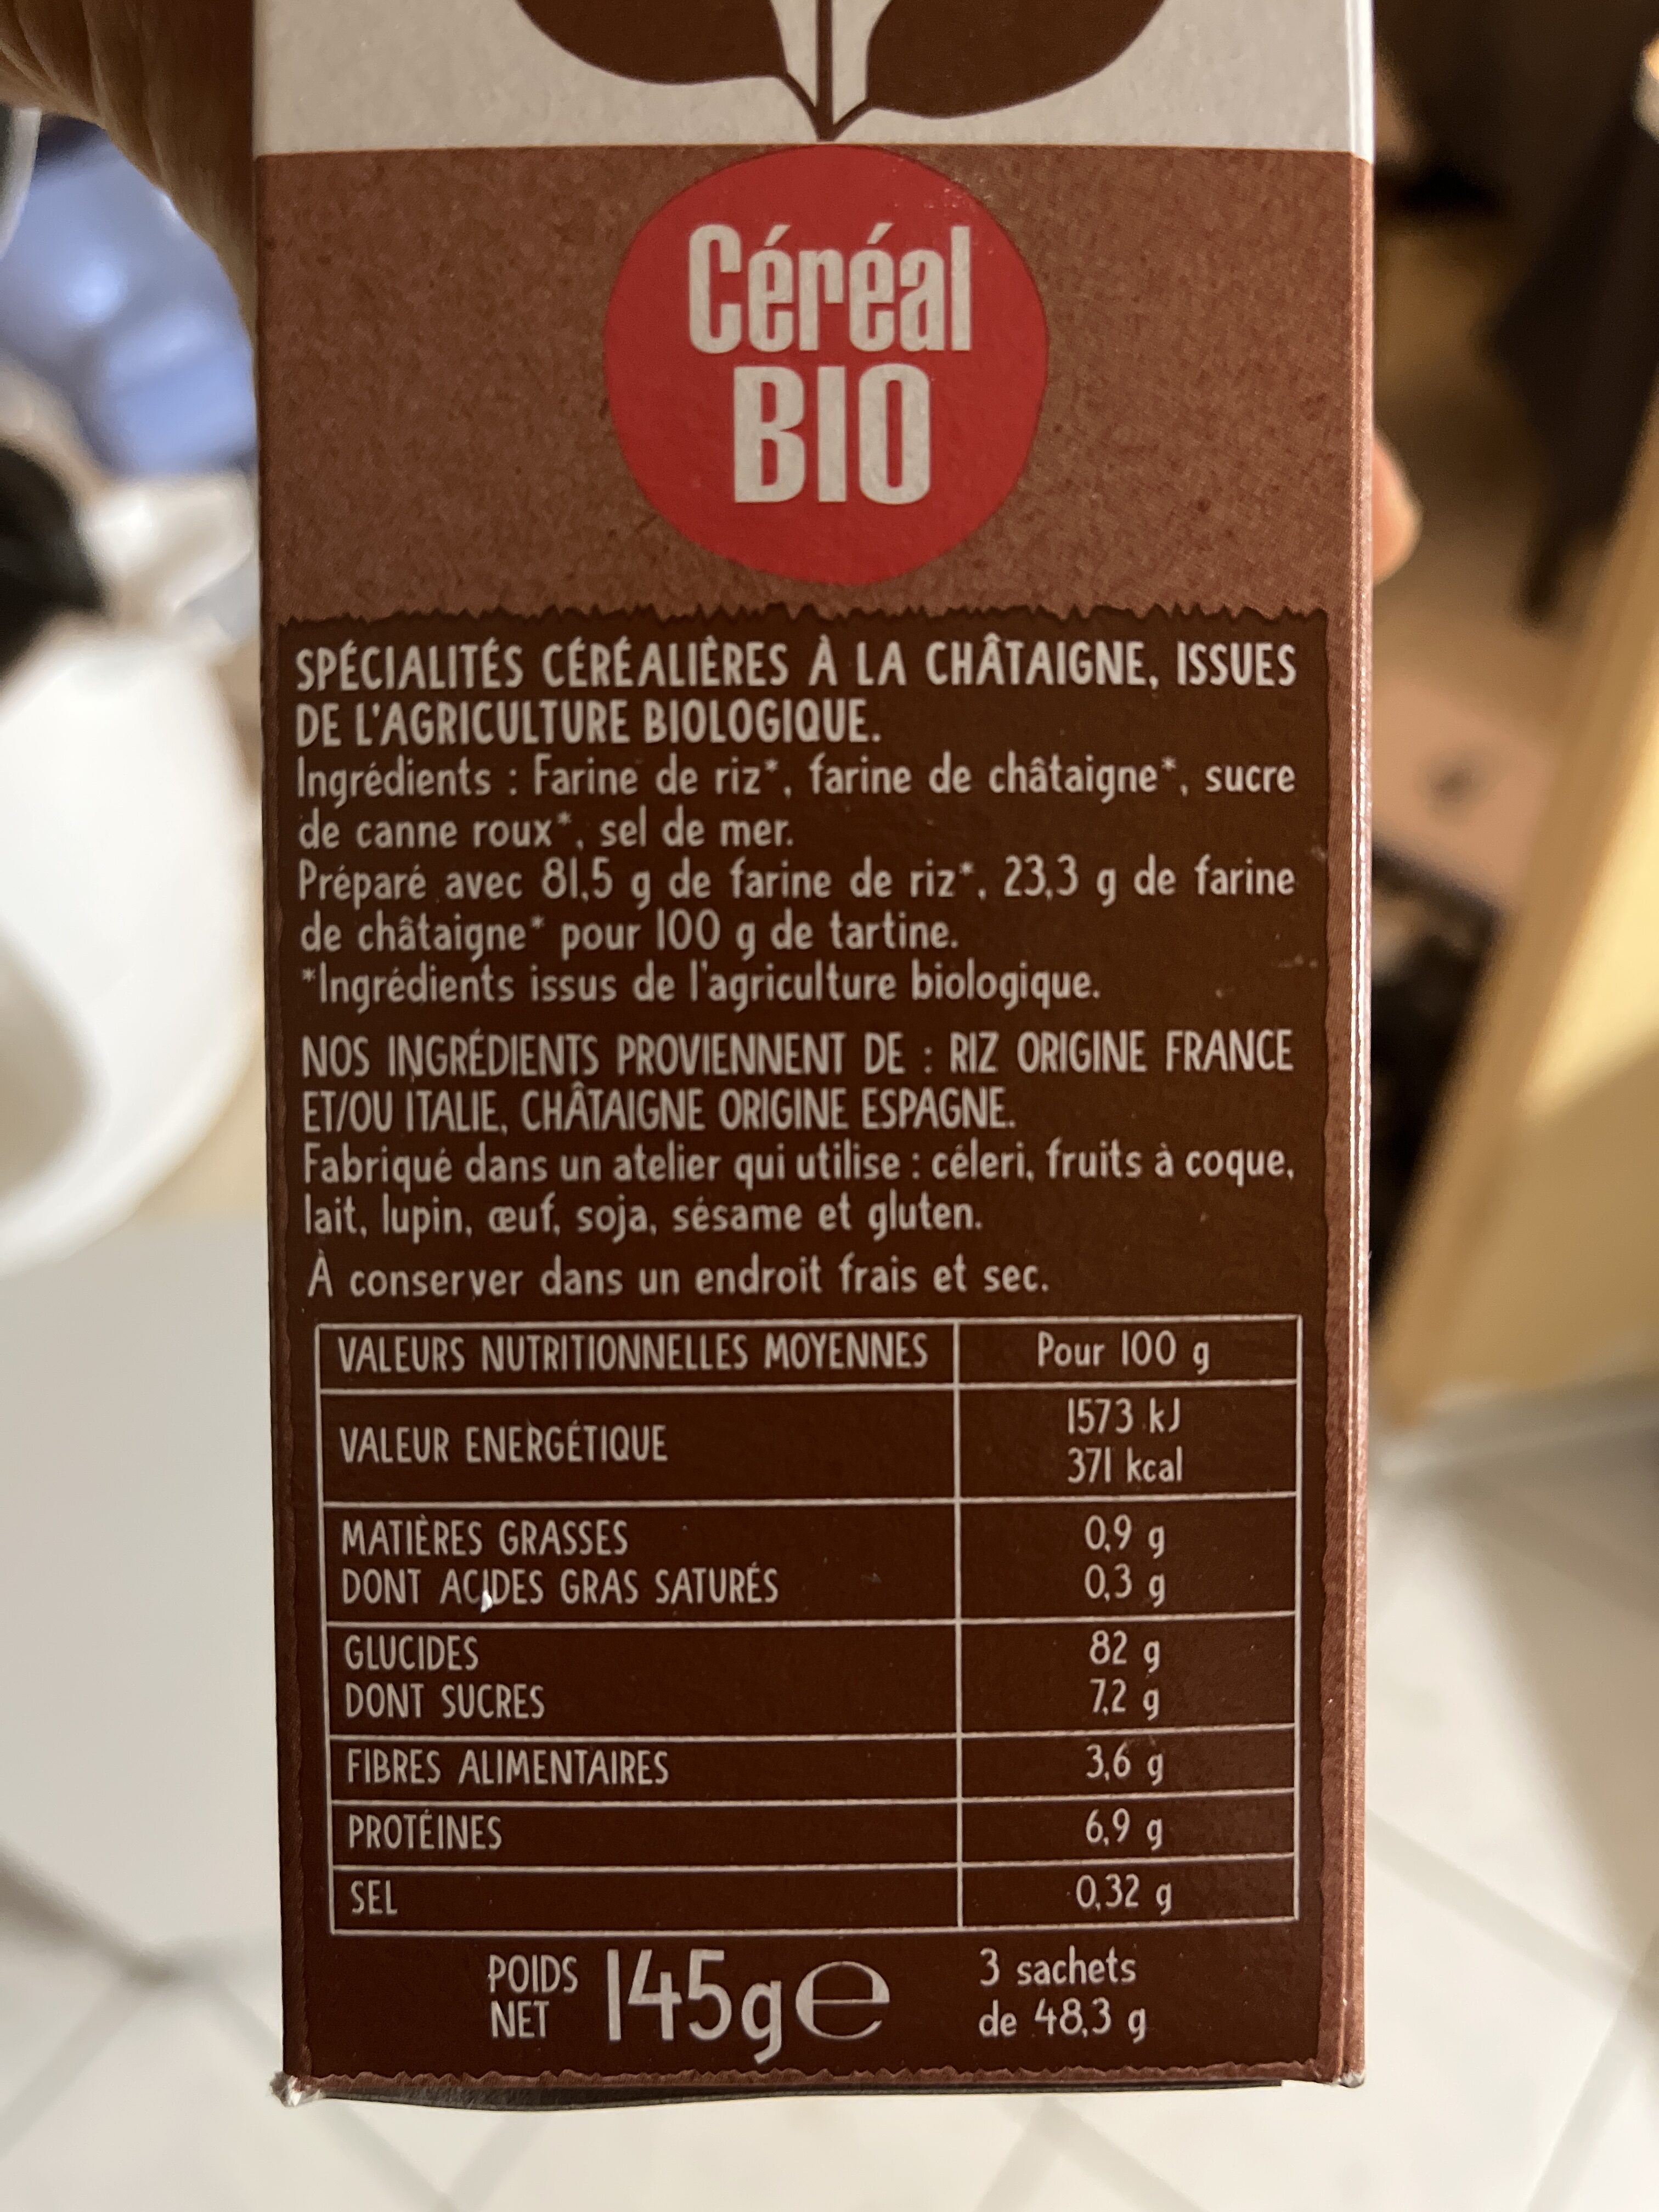 Céréal
BIO
SPÉCIALITÉS CÉRÉALIÈRES À LA CHÂTAIGNE, ISSUES
DE L'AGRICULTURE BIOLOGIQUE.
Ingrédients : Farine de riz*, farine de châtaigne*, sucre
de canne roux*, sel de mer.
Préparé avec 81,5 g de farine de riz*, 23,3 g de farine
de châtaigne* pour 100 g de tartine.
*Ingrédients issus de l'agriculture biologique.
NOS INGRÉDIENTS PROVIENNENT DE : RIZ ORIGINE FRANCE
ET/OU ITALIE, CHÂTAIGNE ORIGINE ESPAGNE.
Fabriqué dans un atelier qui utilise : céleri, fruits à coque,
lait, lupin, œuf, soja, sésame et gluten.
À conserver dans un endroit frais et sec.
VALEURS NUTRITIONNELLES MOYENNES Pour 100 g
VALEUR ENERGÉTIQUE 1573 kJ
371 kcal
MATIÈRES GRASSES 0,9 g
DONT ACIDES GRAS SATURÉS 0,3 g
GLUCIDES 82 g
DONT SUCRES 7,2 g
FIBRES ALIMENTAIRES 3,6 g
PROTÉINES 6,9 g
SEL 0,32 g
POIDS NET 145g e
3 sachets
de 48,3 g